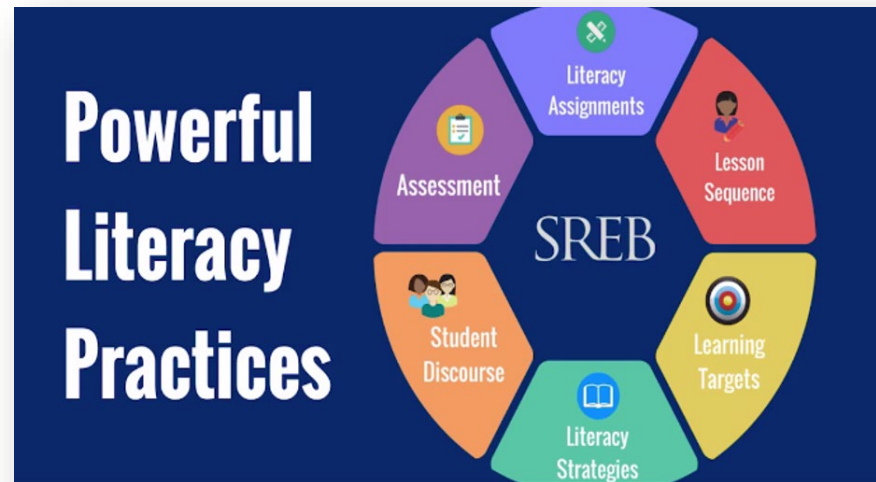 Powerful
Literacy
Practices
Literacy
Assignments
Lesson
Sequence
Learning
Targets
Literacy
Strategies
Student
Discourse
Assessment
SREB